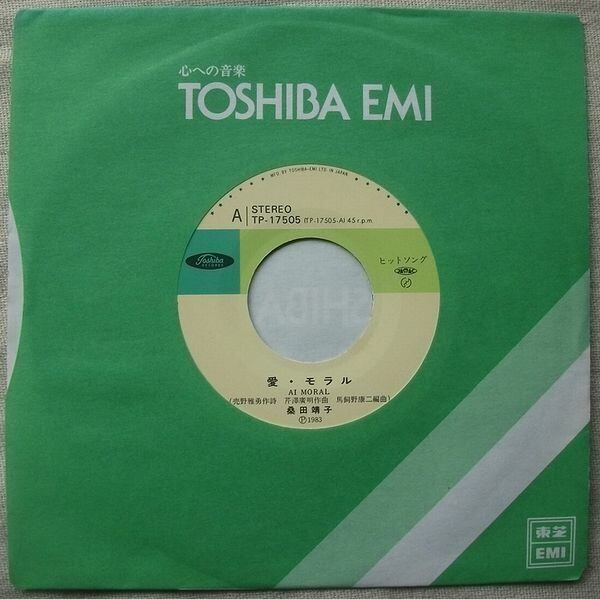 心への音楽
TOSHIBA EMI
MFD BY TOSHIBA-EMI LTD. IN JAPAN
A STEREO
TP-17505 (TP-17505-A) 45 r.p.m.
Toshiba
RECORDS
ヒットソング
愛・モラル
AI MORAL
(売野雅勇作詩 芹澤廣明作曲 馬飼野康二編曲)
桑田靖子
Ⓟ1983
東芝
EMI